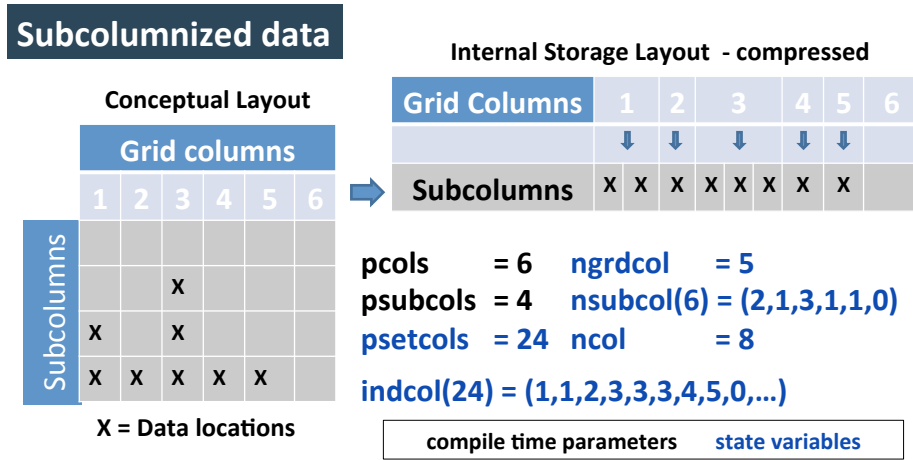 Subcolumnized data
Conceptual Layout
Grid columns
1 2 3 4 5 6
Subcolumns
X
X X
X X X X X
X = Data locations
Internal Storage Layout - compressed
Grid Columns 1 2 3 4 5 6
Subcolumns X X X X X X X X
pcols = 6 ngrdcol = 5
psubcols = 4 nsubcol(6) = (2,1,3,1,1,0)
psetcols = 24 ncol = 8
indcol(24) = (1,1,2,3,3,3,4,5,0,...)
compile time parameters state variables